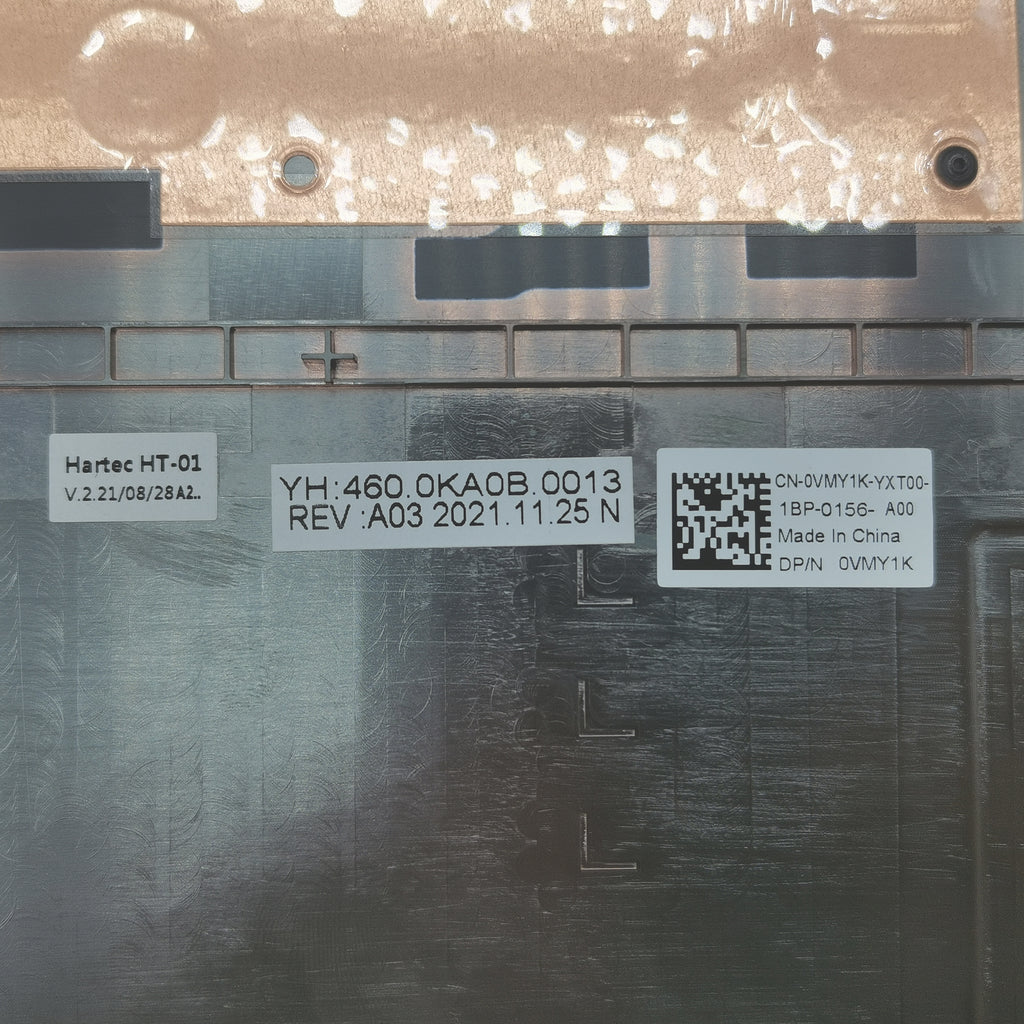 Hartec HT-01
V.2.21/08/28A2..
YH:460.0KA0B.0013
REV :A03 2021.11.25 N
CN-0VMY1K-YXT00-
1BP-0156- A00
Made In China
DP/N 0VMY1K